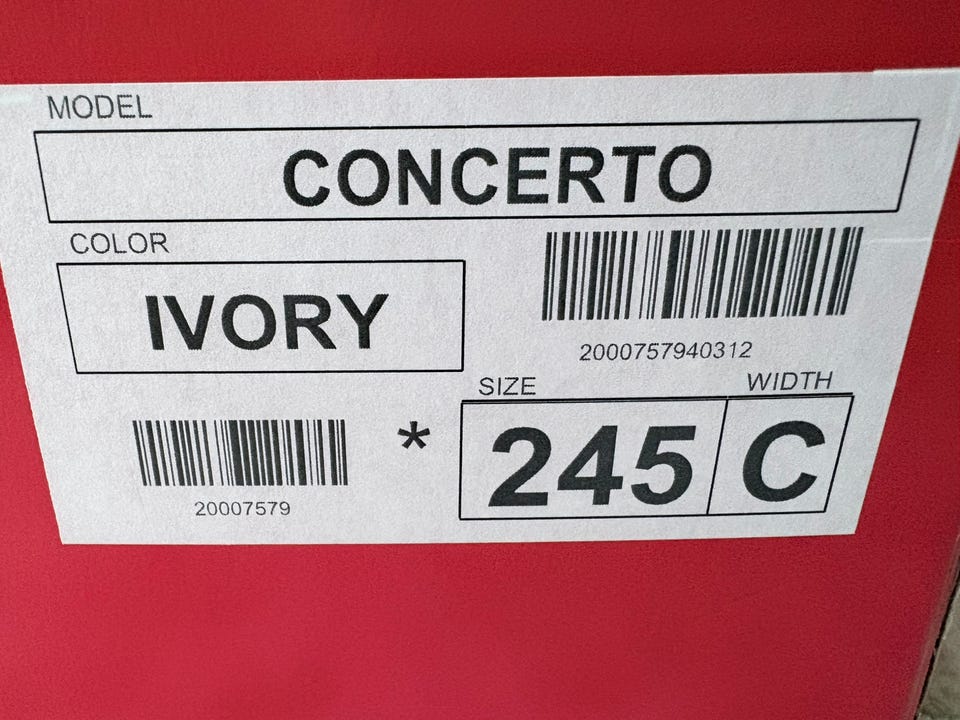 MODEL
CONCERTO
COLOR
IVORY
2000757940312
SIZE WIDTH
* 245 C
20007579